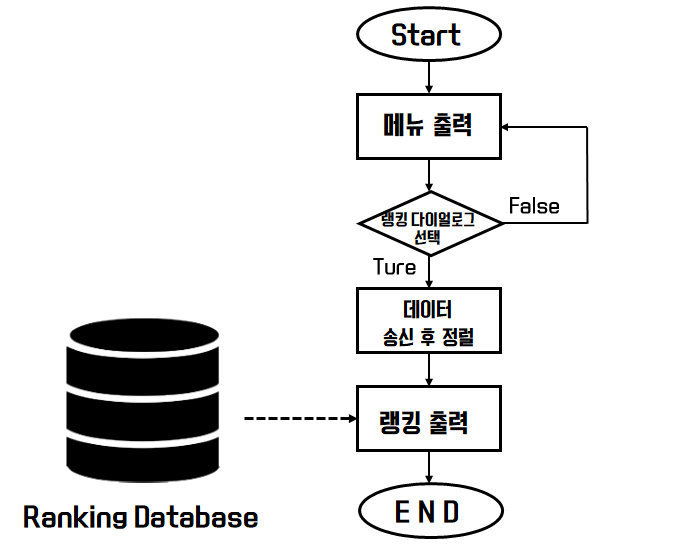 Start
메뉴 출력
랭킹 다이얼로그
선택
False
Ture
데이터
송신 후 정럴
랭킹 출력
Ranking Database
E N D